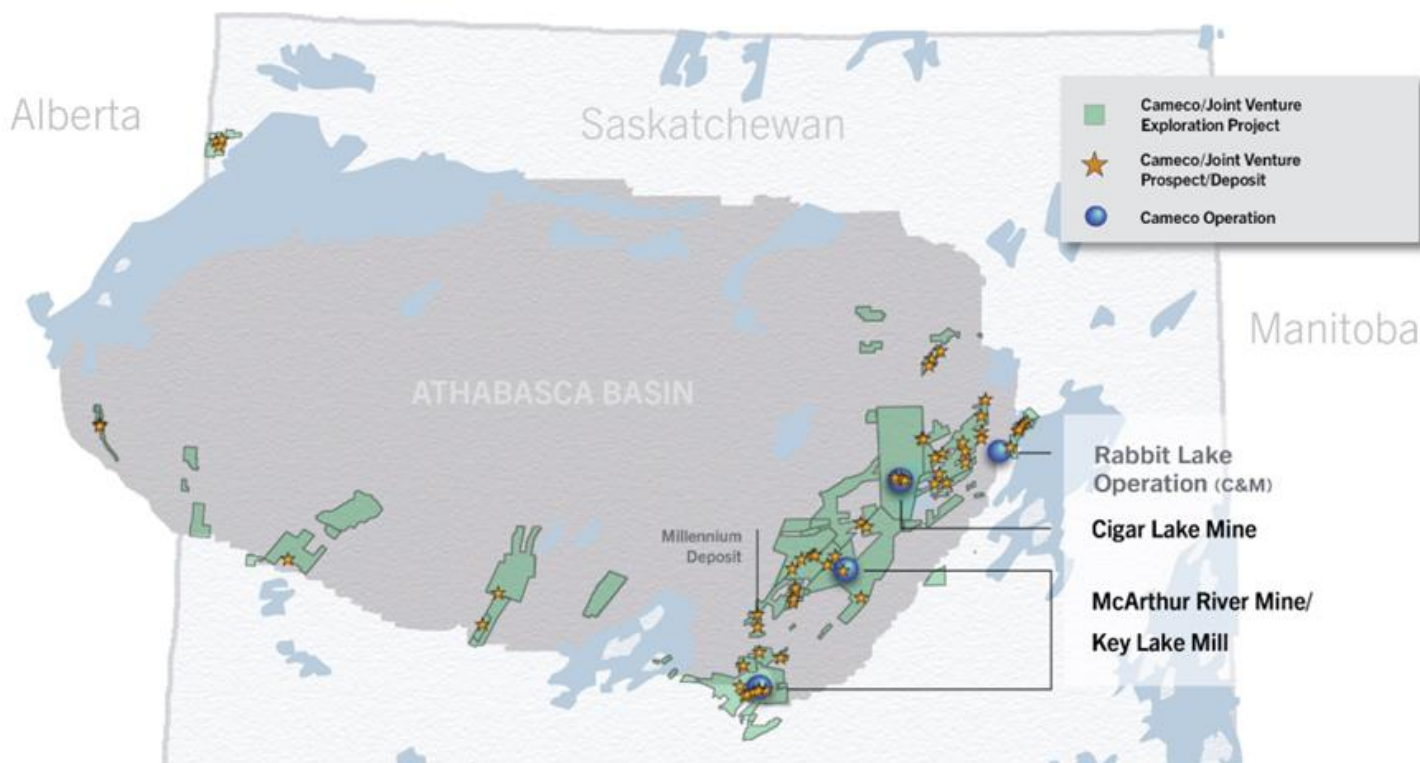 Alberta
Saskatchewan
Cameco/Joint Venture
Exploration Project
Cameco/Joint Venture
Prospect/Deposit
Cameco Operation
Manitoba
ATHABASCA BASIN
Rabbit Lake
Operation (C&M)
Cigar Lake Mine
Millennium
Deposit
McArthur River Mine/
Key Lake Mill